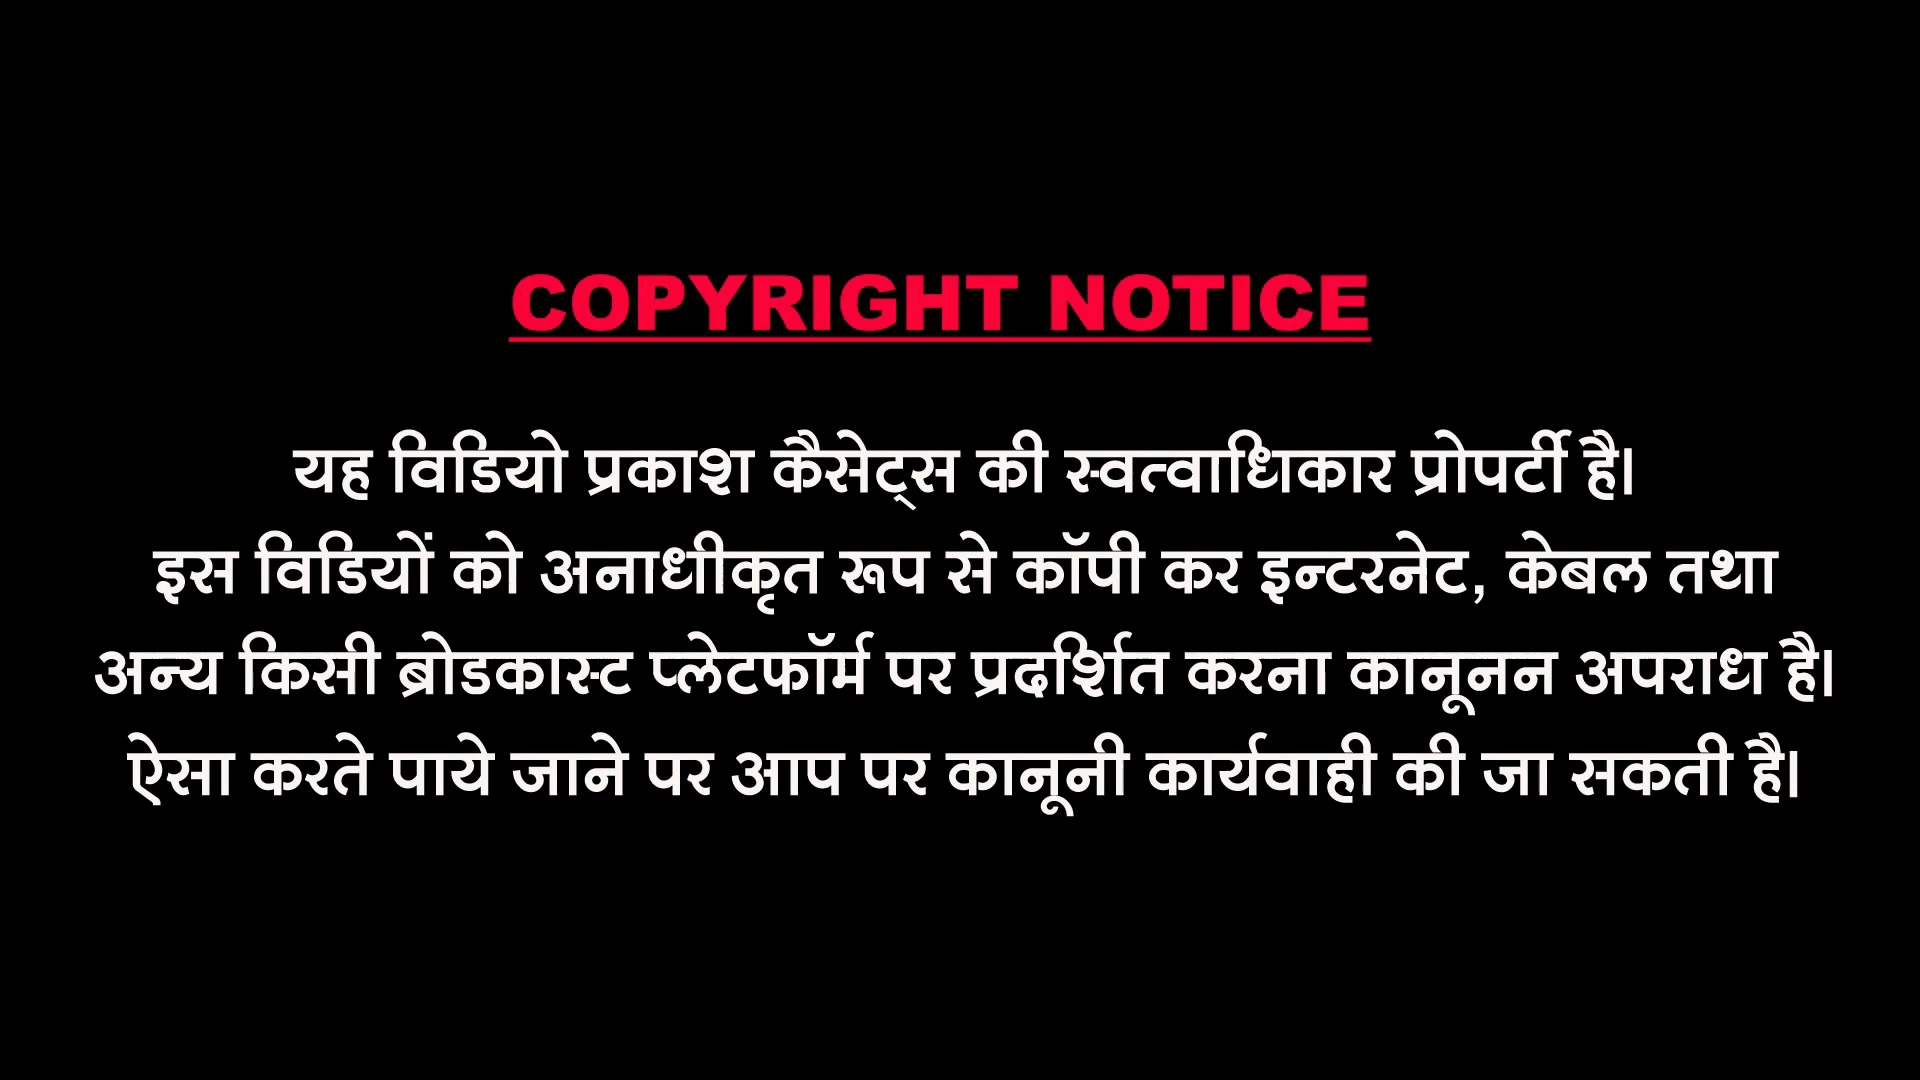 COPYRIGHT NOTICE
यह विडियो प्रकाश कैसेट्स की स्वत्वाधिकार प्रोपर्टी है।
इस विडियों को अनाधीकृत रूप से कॉपी कर इन्टरनेट, केबल तथा
अन्य किसी ब्रोडकास्ट प्लेटफॉर्म पर प्रदर्शित करना कानूनन अपराध है।
ऐसा करते पाये जाने पर आप पर कानूनी कार्यवाही की जा सकती है।